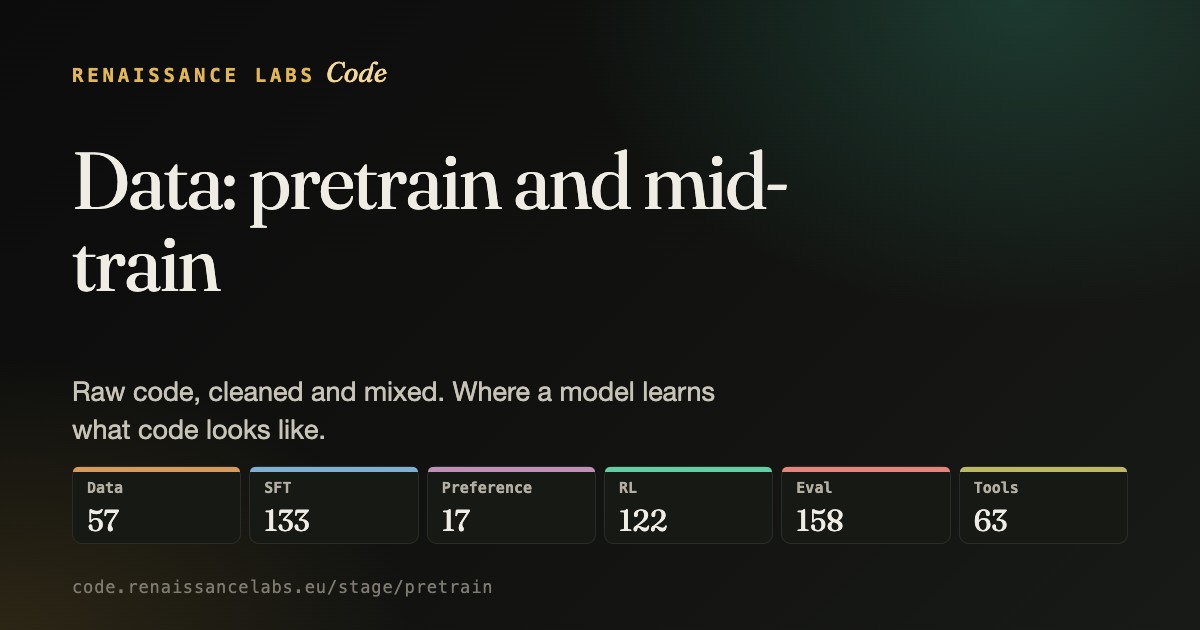 RENAISSANCE LABS Code
Data: pretrain and mid-
train
Raw code, cleaned and mixed. Where a model learns
what code looks like.
Data SFT Preference RL Eval Tools
57 133 17 122 158 63
code.renaissancelabs.eu/stage/pretrain